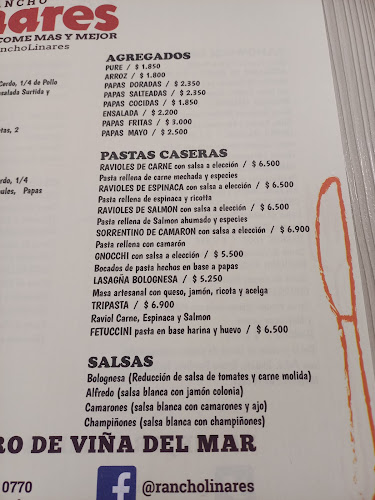 RANCHO
nares
COME MAS Y MEJOR
nchoLinares
Cerdo, 1/4 de Pollo
salada Surtida y
tas, 2
rdo, 1/4
ules, Papas
AGREGADOS
PURE / $ 1.850
ARROZ / $ 1.800
PAPAS DORADAS / $ 2.350
PAPAS SALTEADAS / $ 2.350
PAPAS COCIDAS / $ 1.850
ENSALADA / $ 2.200
PAPAS FRITAS / $ 3.000
PAPAS MAYO / $ 2.500
PASTAS CASERAS
RAVIOLES DE CARNE con salsa a elección / $ 6.500
Pasta rellena de carne mechada y especies
RAVIOLES DE ESPINACA con salsa a elección / $ 6.500
Pasta rellena de espinaca y ricotta
RAVIOLES DE SALMON con salsa a elección / $ 6.500
Pasta rellena de Salmon ahumado y especies
SORRENTINO DE CAMARON con salsa a elección / $ 6.900
Pasta rellena con camarón
GNOCCHI con salsa a elección / $ 5.500
Bocados de pasta hechos en base a papas
LASAGÑA BOLOGNESA / $ 5.250
Masa artesanal con queso, jamón, ricota y acelga
TRIPASTA / $ 6.900
Raviol Carne, Espinaca y Salmon
FETUCCINI pasta en base harina y huevo / $ 6.500
SALSAS
Bolognesa (Reducción de salsa de tomates y carne molida)
Alfredo (salsa blanca con jamón colonia)
Camarones (salsa blanca con camarones y ajo)
Champiñones (salsa blanca con champiñones)
RO DE VIÑA DEL MAR
0770
@rancholinares